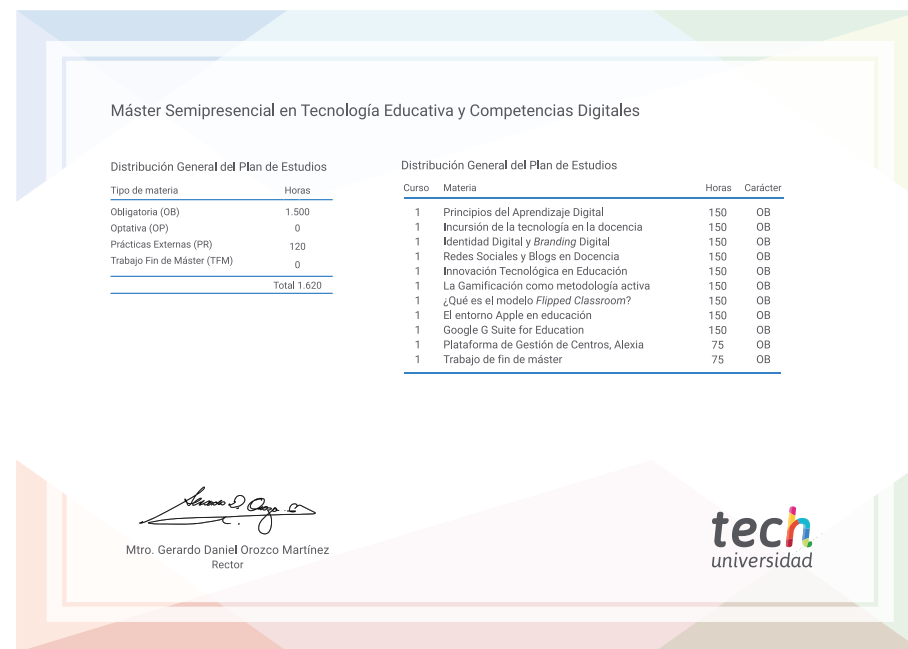 Máster Semipresencial en Tecnología Educativa y Competencias Digitales
Distribución General del Plan de Estudios
Tipo de materia Horas
Obligatoria (OB) 1.500
Optativa (OP) 0
Prácticas Externas (PR) 120
Trabajo Fin de Máster (TFM) 0
Total 1.620
Distribución General del Plan de Estudios
Curso Materia Horas Carácter
1 Principios del Aprendizaje Digital 150 OB
1 Incursión de la tecnología en la docencia 150 OB
1 Identidad Digital y Branding Digital 150 OB
1 Redes Sociales y Blogs en Docencia 150 OB
1 Innovación Tecnológica en Educación 150 OB
1 La Gamificación como metodología activa 150 OB
1 ¿Qué es el modelo Flipped Classroom? 150 OB
1 El entorno Apple en educación 150 OB
1 Google G Suite for Education 150 OB
1 Plataforma de Gestión de Centros, Alexia 75 OB
1 Trabajo de fin de máster 75 OB
Mtro. Gerardo Daniel Orozco Martínez
Rector
tech
universidad